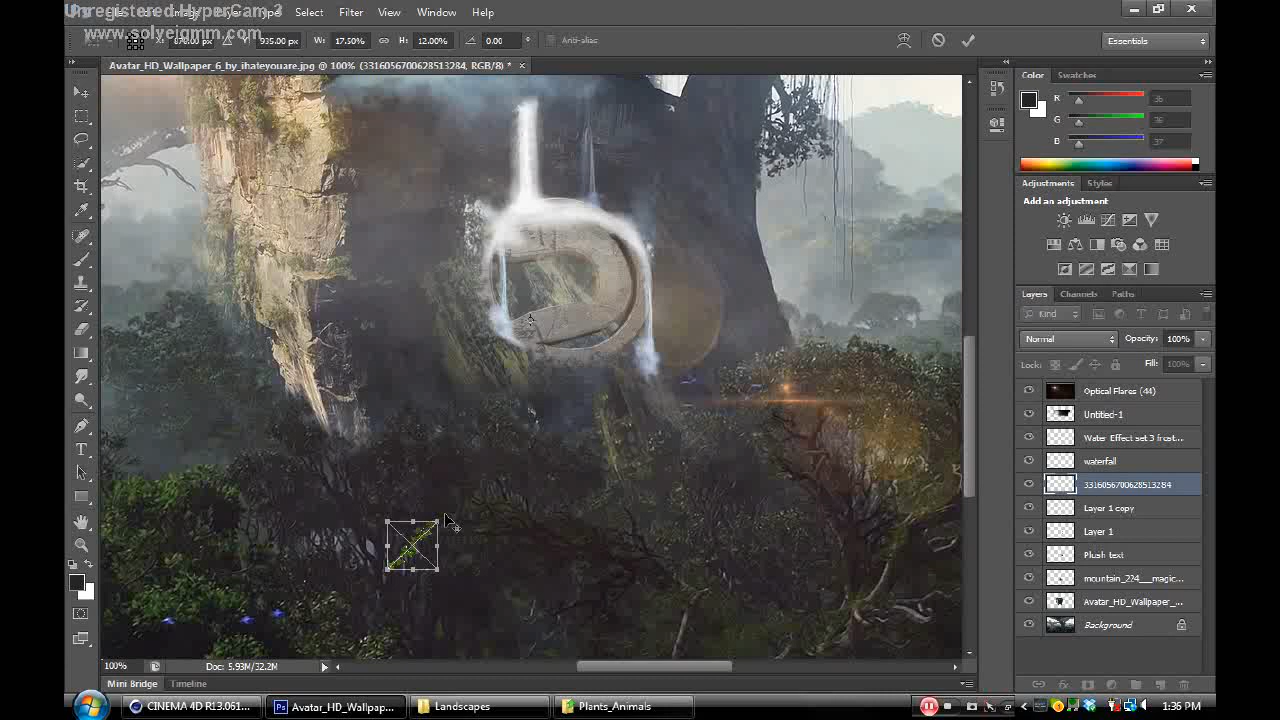 Unregistered HyperCam 3
www.solveigmm.com
Select Filter View Window Help
W: 17.50% H: 12.00% 0.00 Anti-alias Essentials
Avatar_HD_Wallpaper_6_by_ihateyouare.jpg @ 100% (3316056700628513284, RGB/8) *
Color Swatches
R 36
G 36
B 37
Adjustments Styles
Add an adjustment
Layers Channels Paths
Kind
Normal Opacity: 100%
Lock: Fill: 100%
Optical Flares (44)
Untitled-1
Water Effect set 3 frost...
waterfall
3316056700628513284
Layer 1 copy
Layer 1
Plush text
mountain_224___magic...
Avatar_HD_Wallpaper_...
Background
100% Doc: 5.93M/32.2M
Mini Bridge Timeline
CINEMA 4D R13.061... Avatar_HD_Wallpap... Landscapes Plants_Animals 1:36 PM